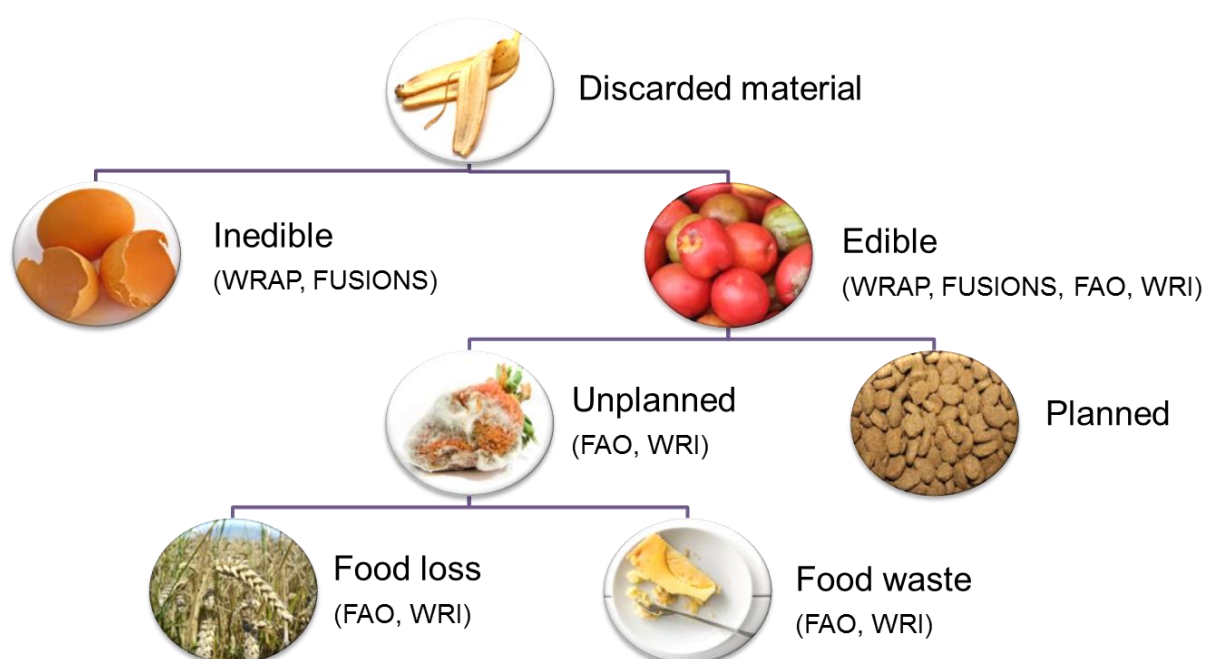 Discarded material
Inedible
(WRAP, FUSIONS)
Edible
(WRAP, FUSIONS, FAO, WRI)
Unplanned
(FAO, WRI)
Planned
Food loss
(FAO, WRI)
Food waste
(FAO, WRI)